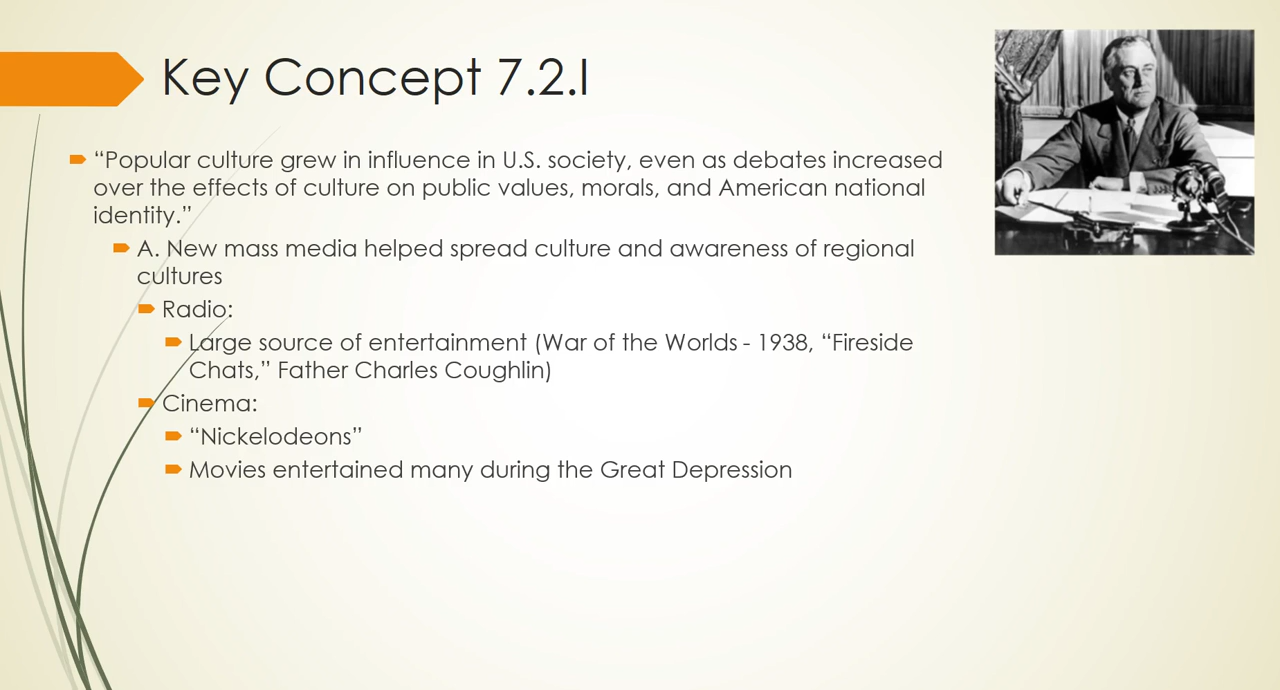 Key Concept 7.2.I
“Popular culture grew in influence in U.S. society, even as debates increased
over the effects of culture on public values, morals, and American national
identity.”
A. New mass media helped spread culture and awareness of regional
cultures
Radio:
Large source of entertainment (War of the Worlds - 1938, “Fireside
Chats,” Father Charles Coughlin)
Cinema:
“Nickelodeons”
Movies entertained many during the Great Depression